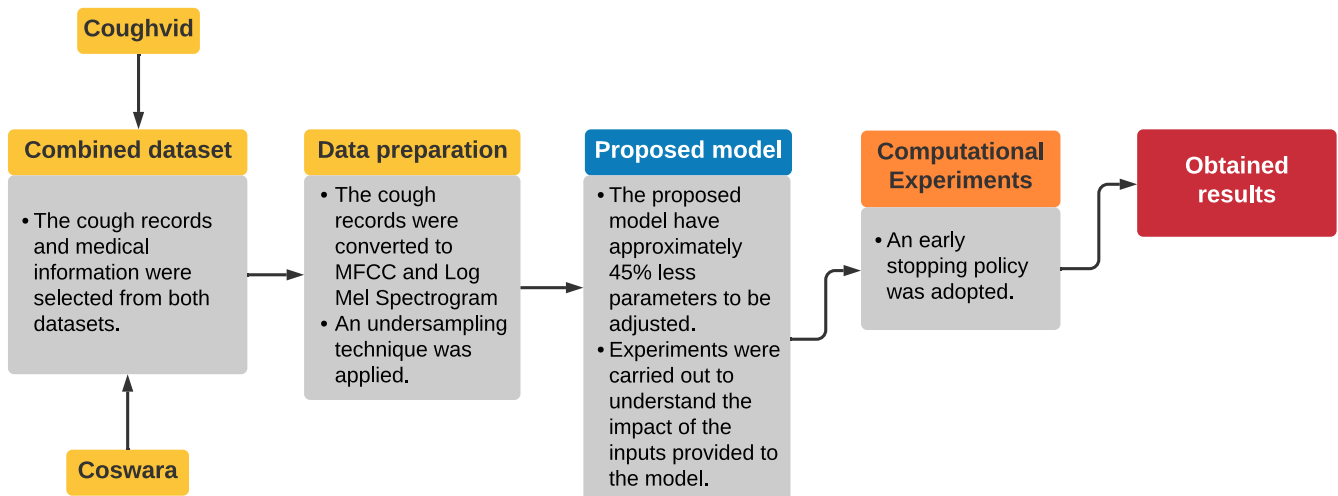 Coughvid
Combined dataset
• The cough records
and medical
information were
selected from both
datasets.
Coswara
Data preparation
• The cough
records were
converted to
MFCC and Log
Mel Spectrogram
• An undersampling
technique was
applied.
Proposed model
• The proposed
model have
approximately
45% less
parameters to be
adjusted.
• Experiments were
carried out to
understand the
impact of the
inputs provided to
the model.
Computational
Experiments
• An early
stopping policy
was adopted.
Obtained
results